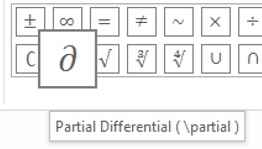 ± ∞ = ≠ ~ × ÷
∂ √ ∛ ∜ ∪ ∩
Partial Differential ( \partial )